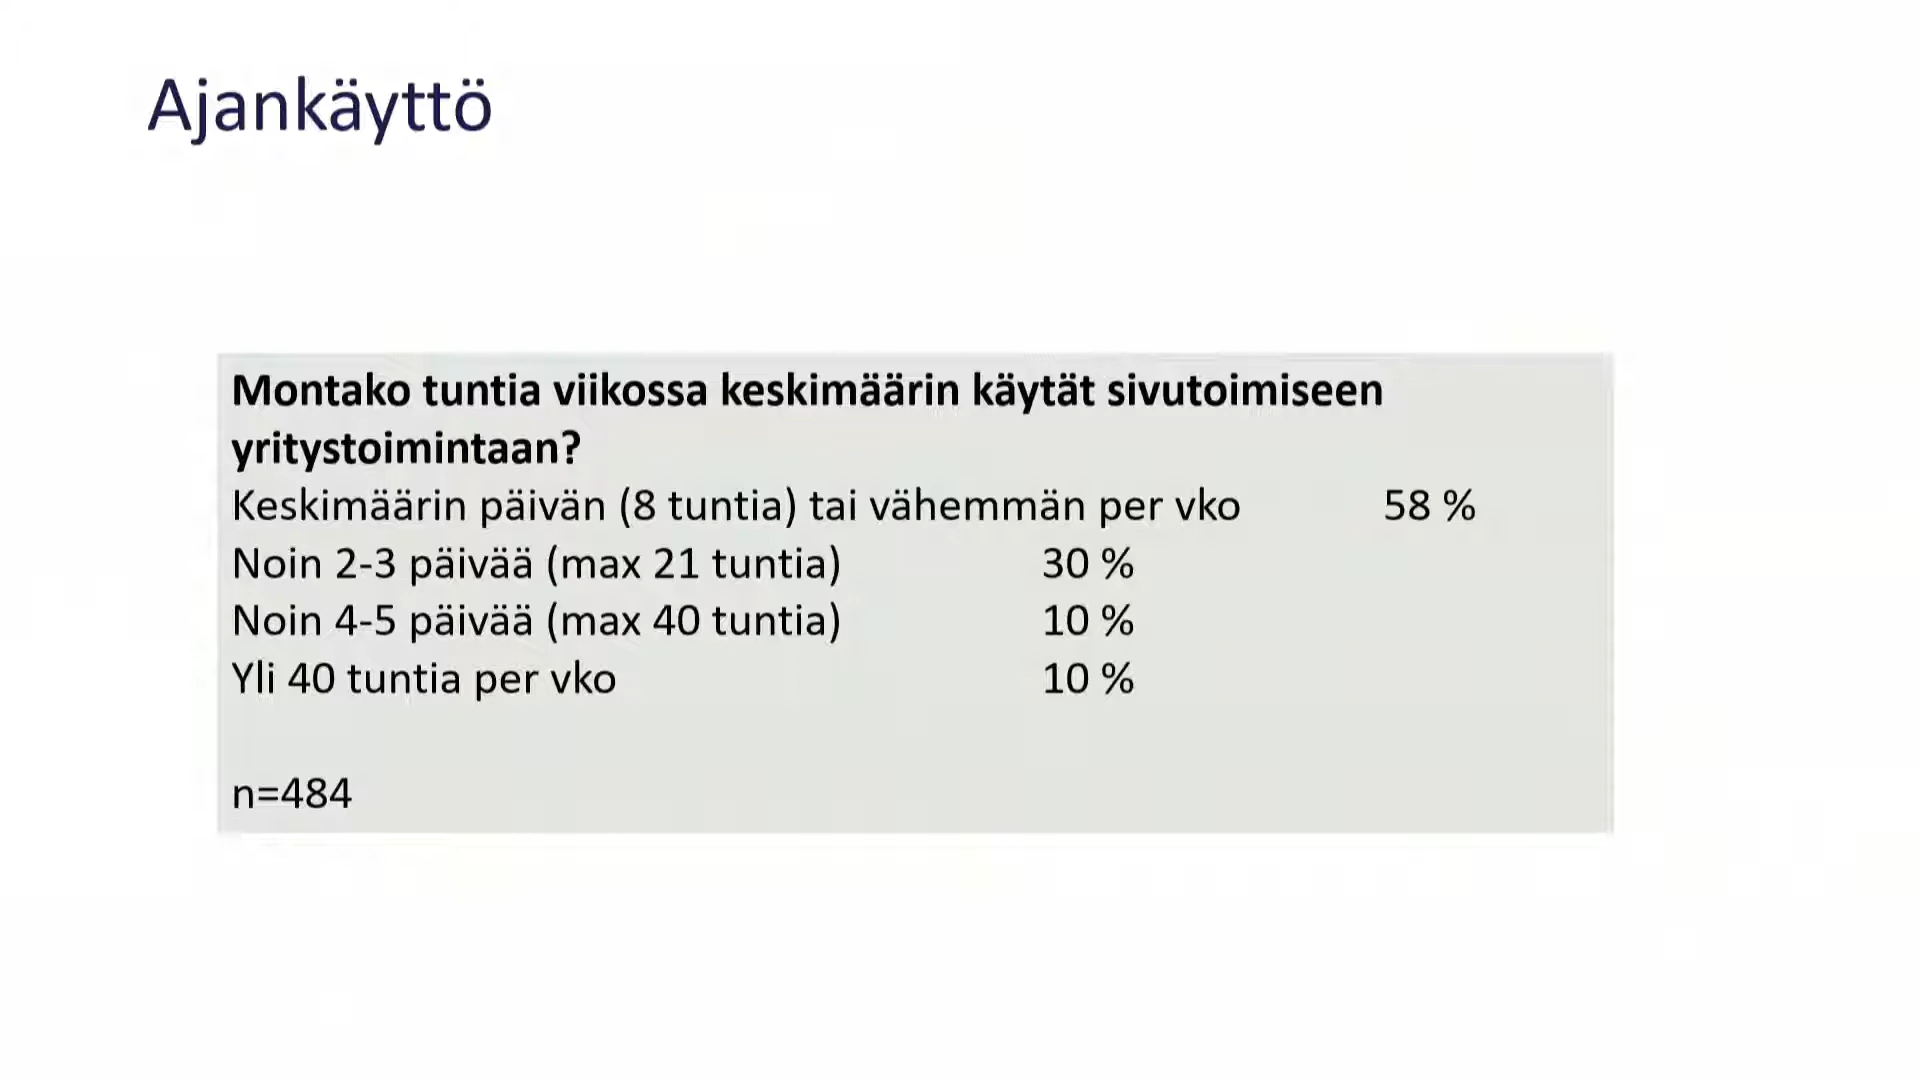 Ajankäyttö
Montako tuntia viikossa keskimäärin käytät sivutoimiseen
yritystoimintaan?
Keskimäärin päivän (8 tuntia) tai vähemmän per vko 58 %
Noin 2-3 päivää (max 21 tuntia) 30 %
Noin 4-5 päivää (max 40 tuntia) 10 %
Yli 40 tuntia per vko 10 %
n=484